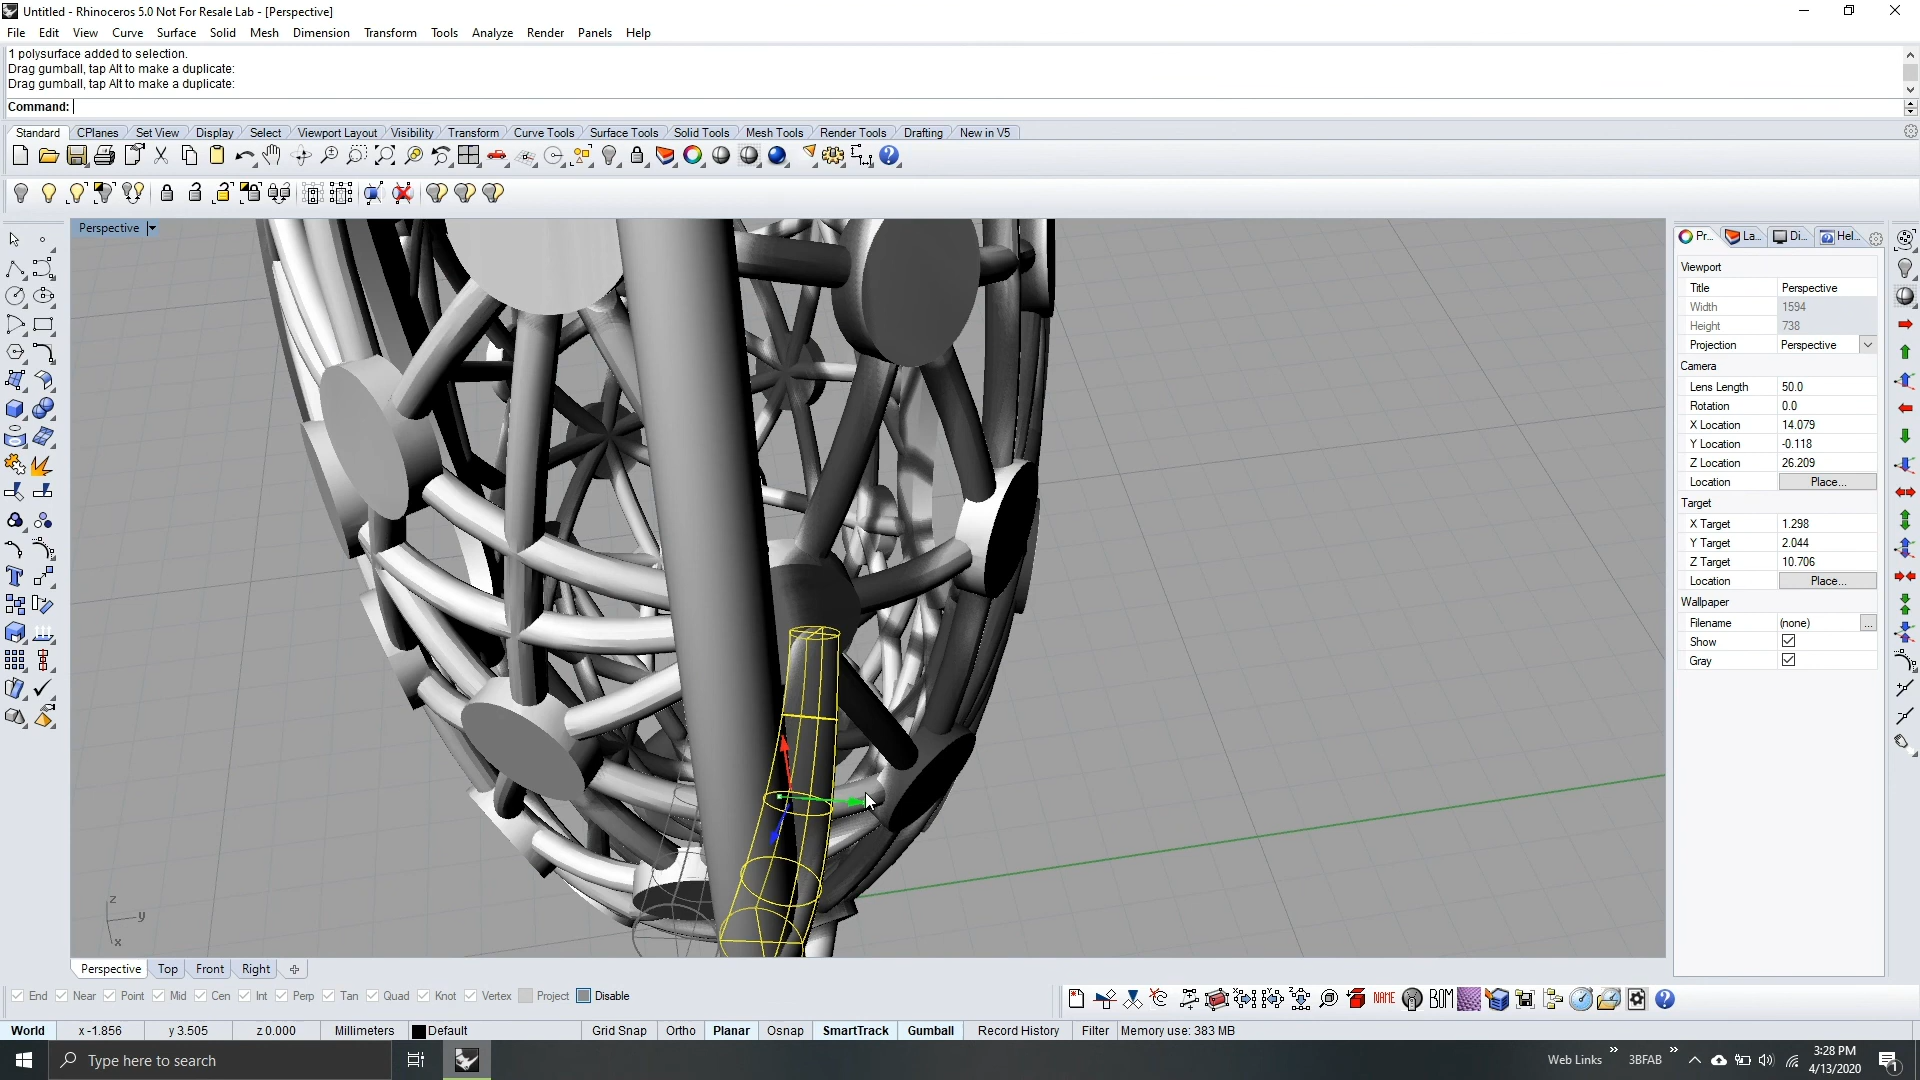 Untitled - Rhinoceros 5.0 Not For Resale Lab - [Perspective]
File Edit View Curve Surface Solid Mesh Dimension Transform Tools Analyze Render Panels Help
1 polysurface added to selection.
Drag gumball, tap Alt to make a duplicate:
Drag gumball, tap Alt to make a duplicate:
Command:
Standard CPlanes Set View Display Select Viewport Layout Visibility Transform Curve Tools Surface Tools Solid Tools Mesh Tools Render Tools Drafting New in V5
Perspective
Pr... La... Di... Hel...
Viewport
Title Perspective
Width 1594
Height 738
Projection Perspective
Camera
Lens Length 50.0
Rotation 0.0
X Location 14.079
Y Location -0.118
Z Location 26.209
Location Place...
Target
X Target 1.298
Y Target 2.044
Z Target 10.706
Location Place...
Wallpaper
Filename (none) ...
Show
Gray
z
y
x
Perspective Top Front Right
End Near Point Mid Cen Int Perp Tan Quad Knot Vertex Project Disable
NAME BOM
World x -1.856 y 3.505 z 0.000 Millimeters Default Grid Snap Ortho Planar Osnap SmartTrack Gumball Record History Filter Memory use: 383 MB
Type here to search
Web Links » 3BFAB »
3:28 PM
4/13/2020
1